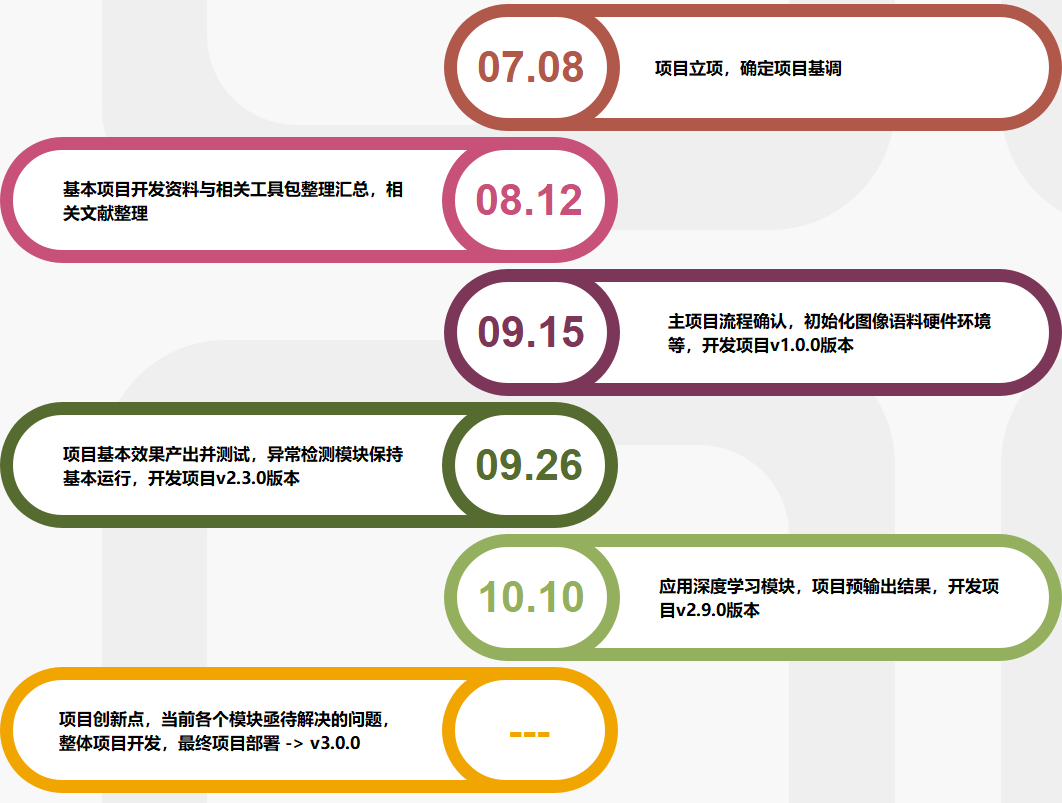 07.08
项目立项，确定项目基调
基本项目开发资料与相关工具包整理汇总，相
关文献整理
08.12
09.15
主项目流程确认，初始化图像语料硬件环境
等，开发项目v1.0.0版本
项目基本效果产出并测试，异常检测模块保持
基本运行，开发项目v2.3.0版本
09.26
10.10
应用深度学习模块，项目预输出结果，开发项
目v2.9.0版本
项目创新点，当前各个模块亟待解决的问题，
整体项目开发，最终项目部署 -> v3.0.0
---